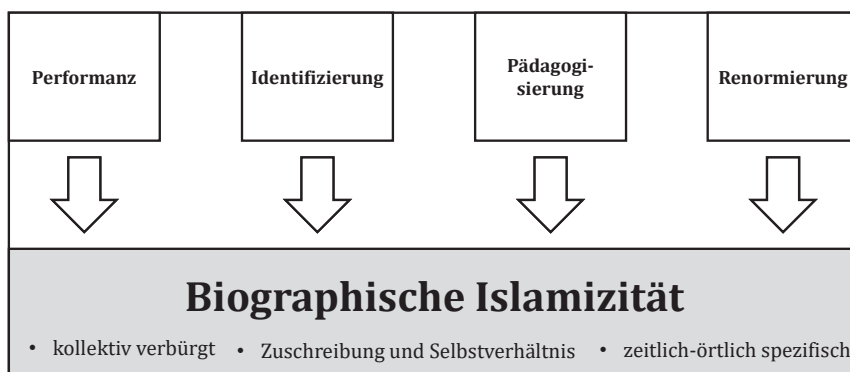 Performanz
Identifizierung
Pädagogi-
sierung
Renormierung
Biographische Islamizität
• kollektiv verbürgt • Zuschreibung und Selbstverhältnis • zeitlich-örtlich spezifisch